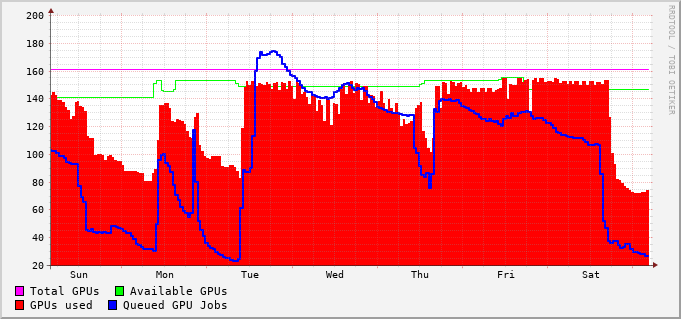 200
180
160
140
120
100
80
60
40
20
Sun Mon Tue Wed Thu Fri Sat
Total GPUs Available GPUs
GPUs used Queued GPU Jobs
RRDTOOL / TOBI OETIKER